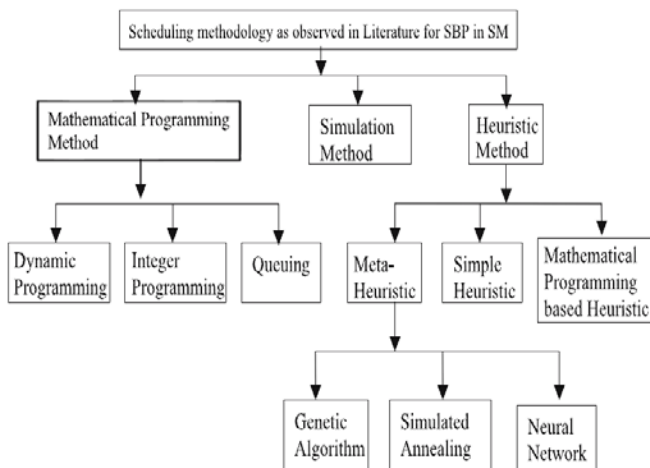 Scheduling methodology as observed in Literature for SBP in SM
Mathematical Programming
Method
Simulation
Method
Heuristic
Method
Dynamic
Programming
Integer
Programming
Queuing
Meta-
Heuristic
Simple
Heuristic
Mathematical
Programming
based Heuristic
Genetic
Algorithm
Simulated
Annealing
Neural
Network